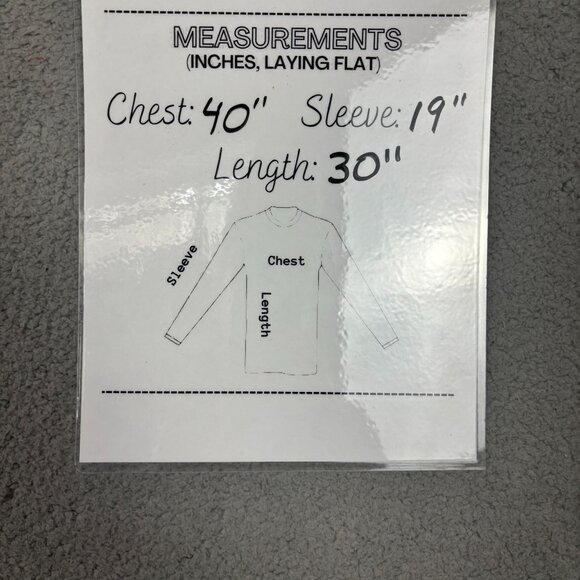 MEASUREMENTS
(INCHES, LAYING FLAT)
Chest: 40" Sleeve: 19"
Length: 30"
Sleeve
Chest
Length